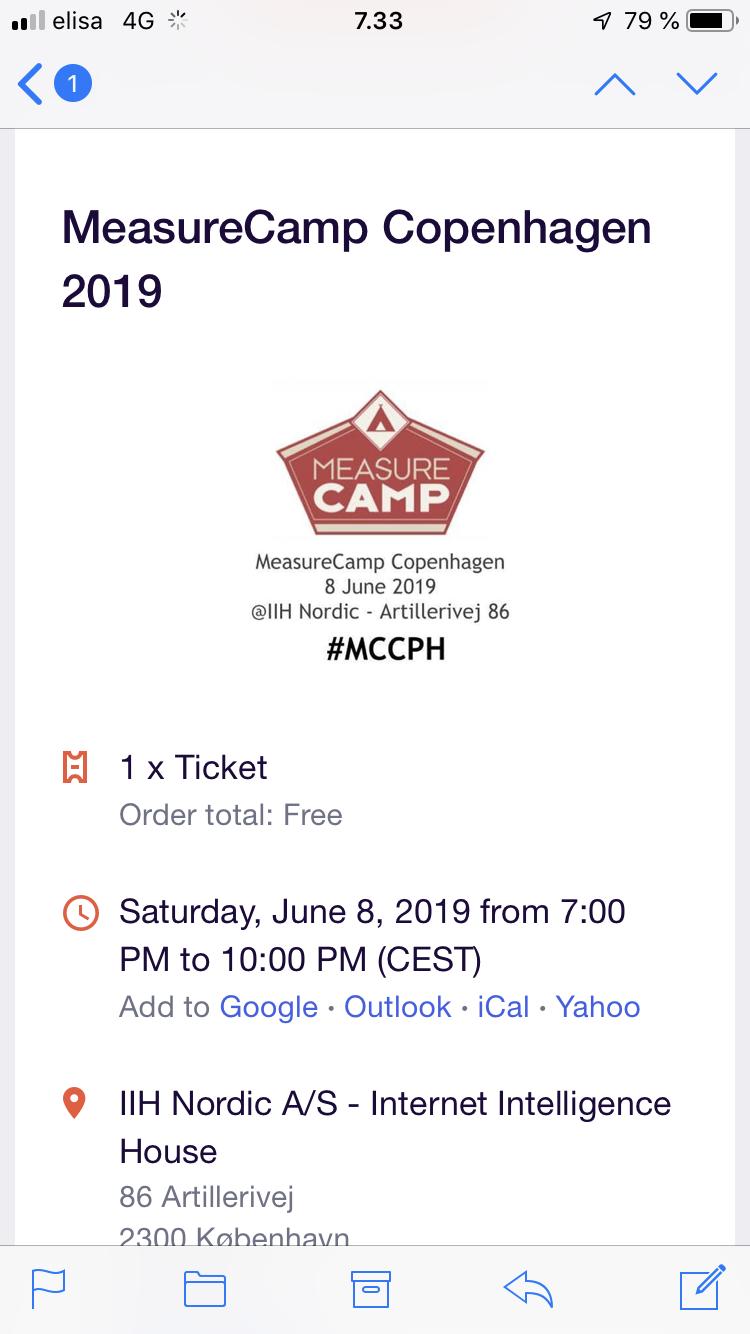 elisa 4G 7.33 79 %
1
MeasureCamp Copenhagen
2019
MEASURE
CAMP
MeasureCamp Copenhagen
8 June 2019
@IIH Nordic - Artillerivej 86
#MCCPH
1 x Ticket
Order total: Free
Saturday, June 8, 2019 from 7:00
PM to 10:00 PM (CEST)
Add to Google · Outlook · iCal · Yahoo
IIH Nordic A/S - Internet Intelligence
House
86 Artillerivej
2300 København